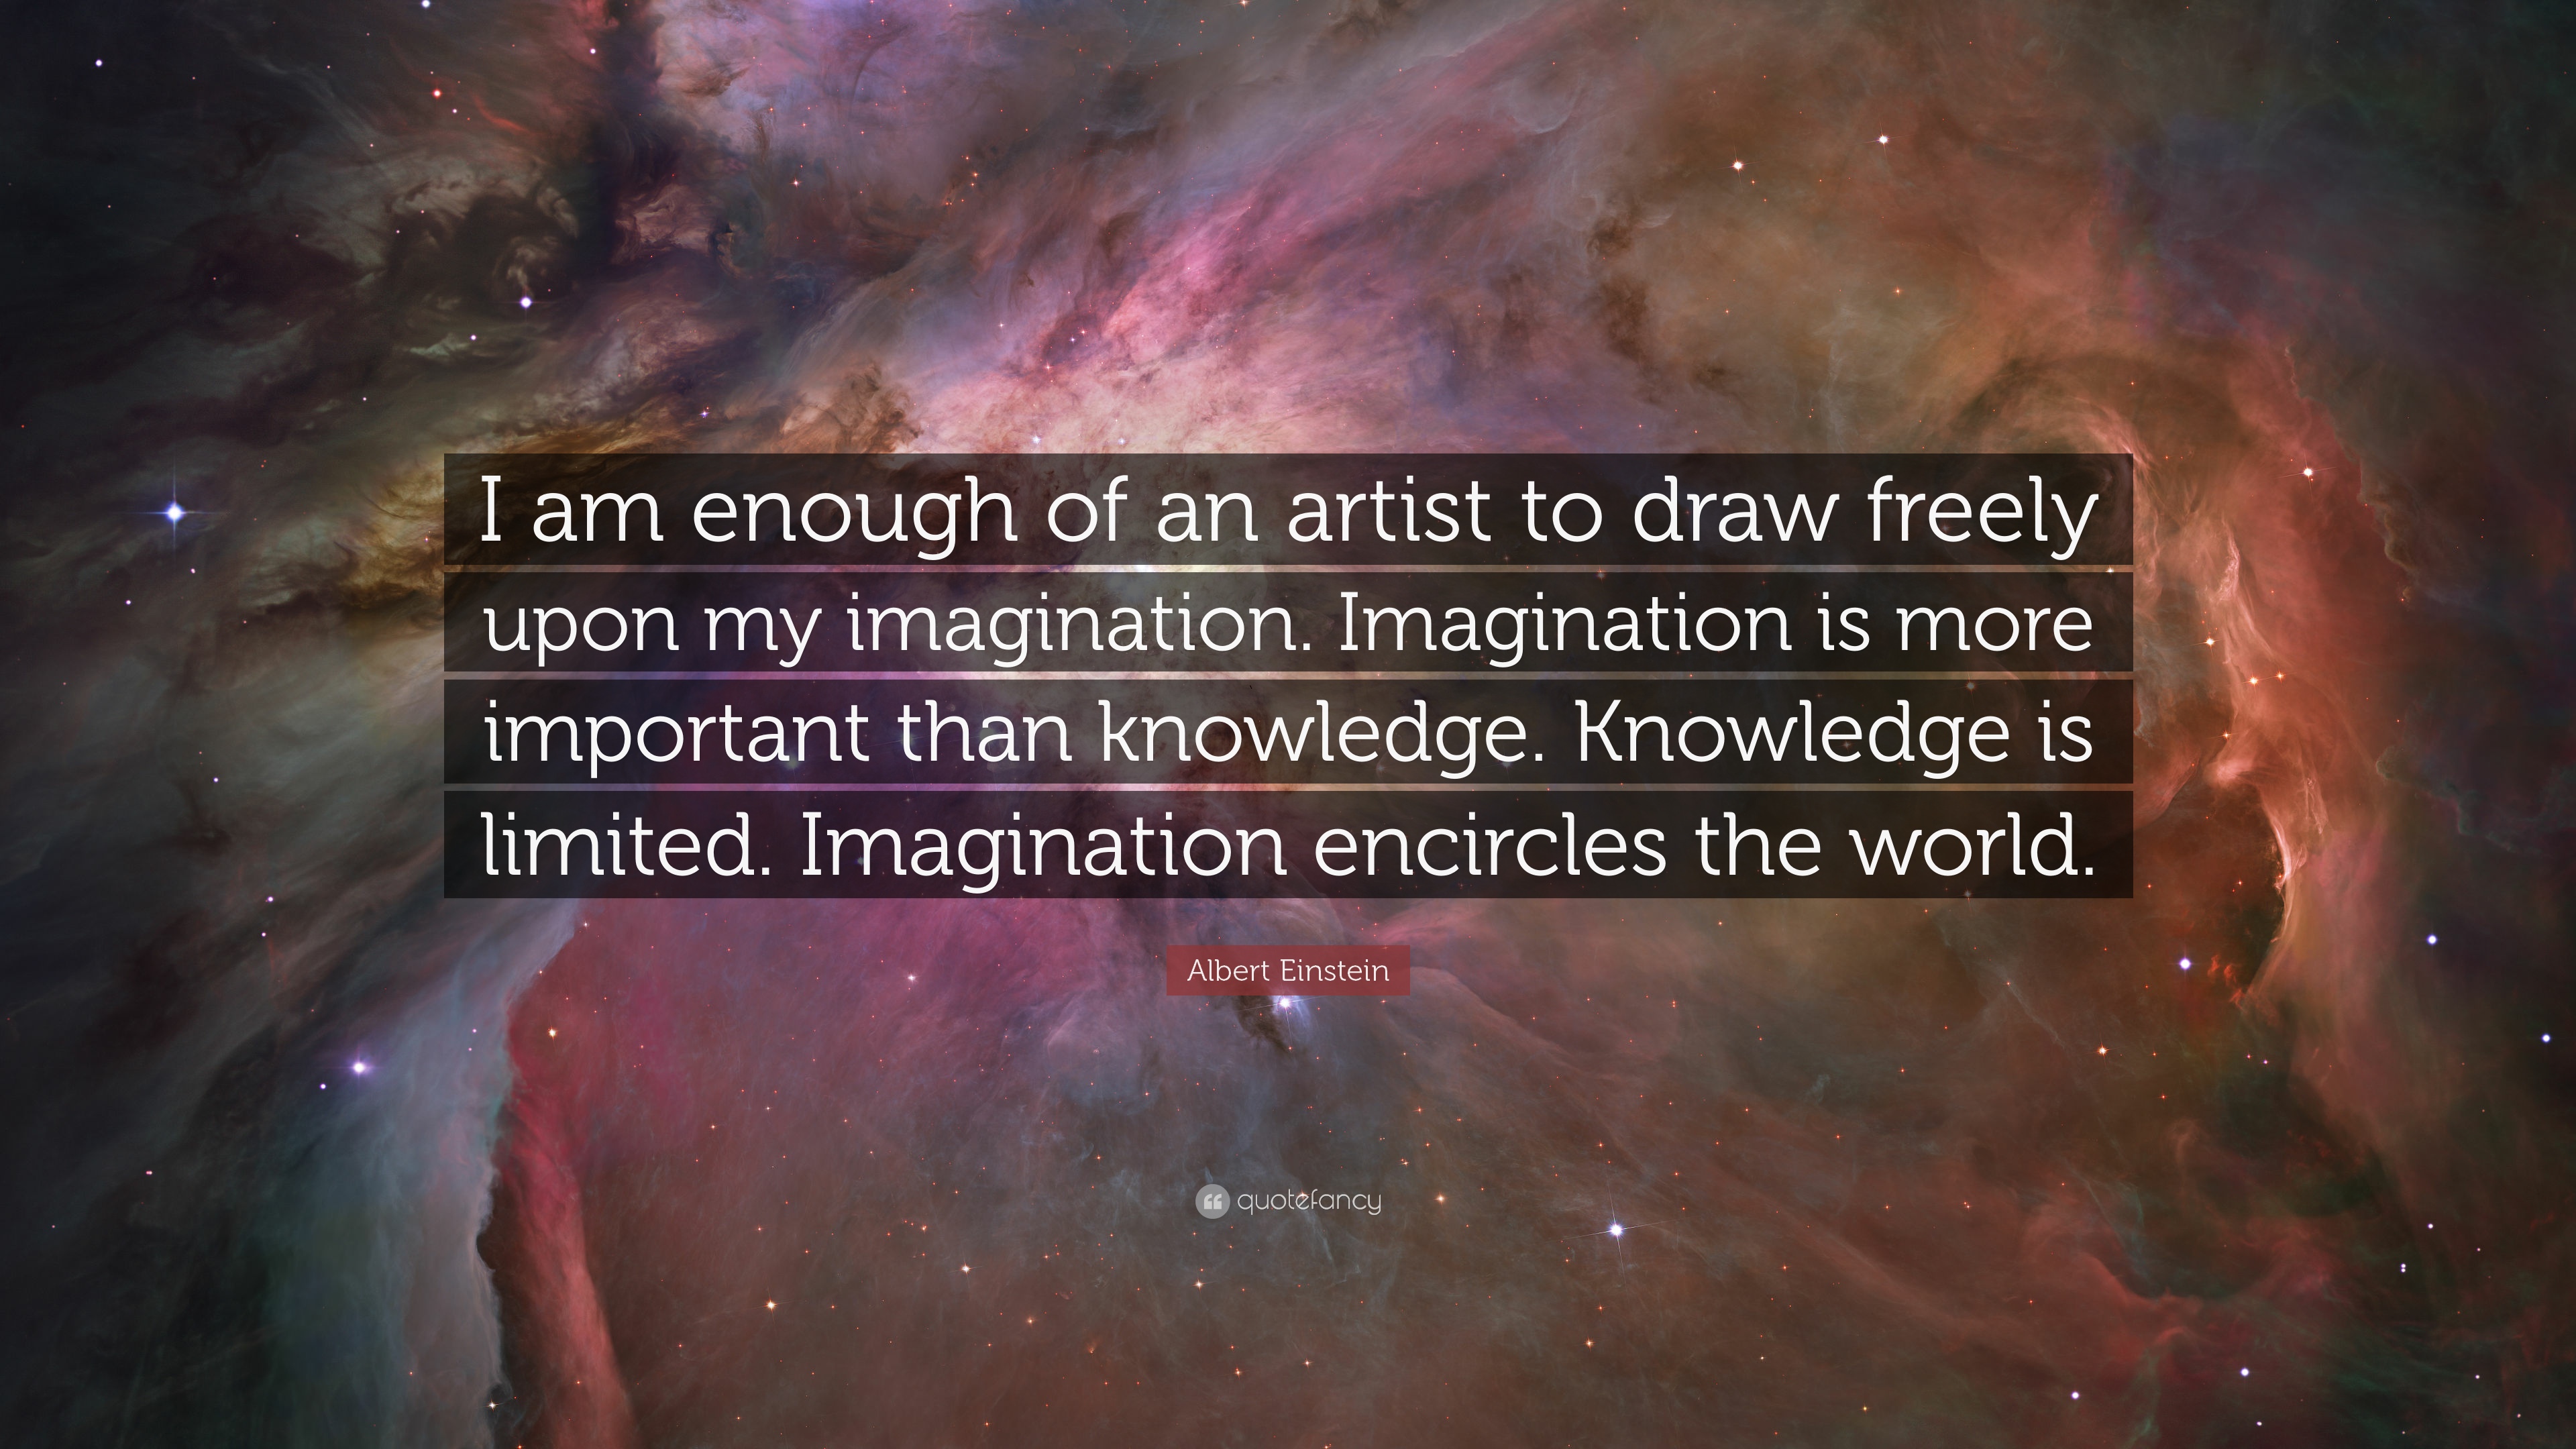 I am enough of an artist to draw freely
upon my imagination. Imagination is more
important than knowledge. Knowledge is
limited. Imagination encircles the world.
Albert Einstein
quotefancy